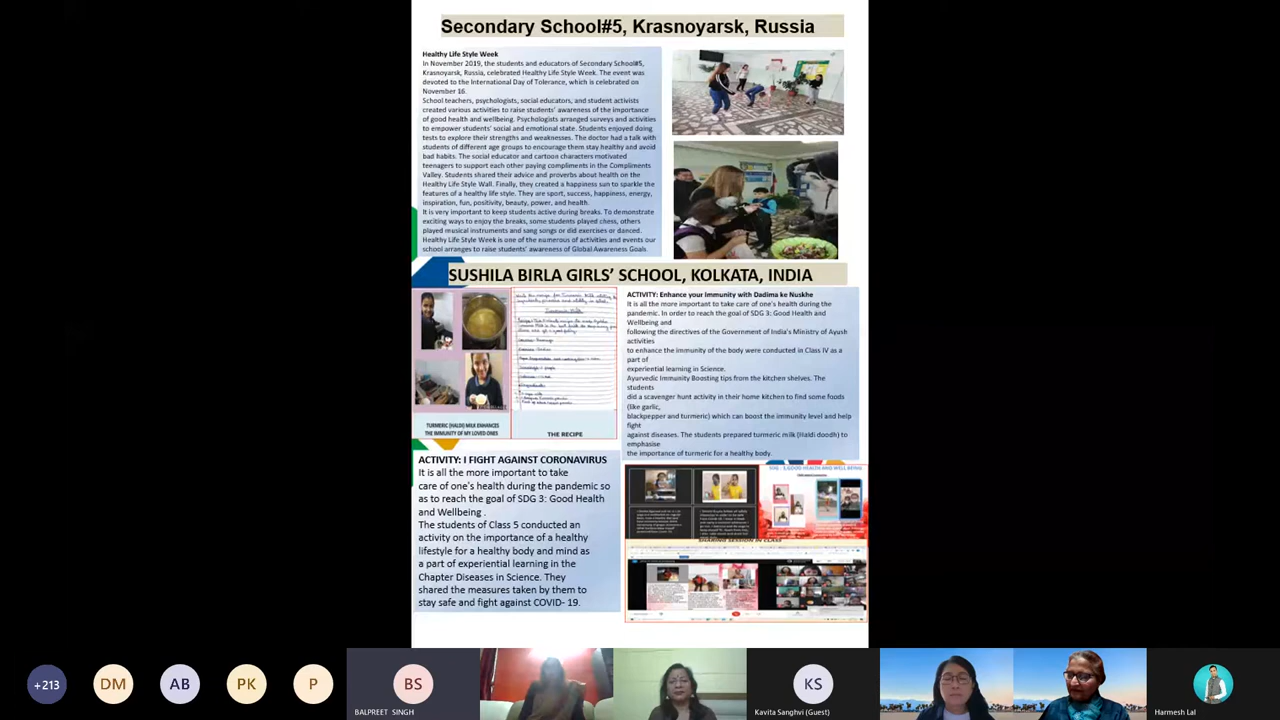 Secondary School#5, Krasnoyarsk, Russia
Healthy Life Style Week
In November 2019, the students and educators of Secondary School#5,
Krasnoyarsk, Russia, celebrated Healthy Life Style Week. The event was
devoted to the International Day of Tolerance, which is celebrated on
November 16.
School teachers, psychologists, social educators, and student activists
created various activities to raise students' awareness of the importance
of good health and wellbeing. Psychologists arranged surveys and activities
to empower students' social and emotional state. Students enjoyed doing
tests to explore their strengths and weaknesses. The doctor had a talk with
students of different age groups to encourage them stay healthy and avoid
bad habits. The social educator and cartoon characters motivated
teenagers to support each other paying compliments in the Compliments
Valley. Students shared their advice and proverbs about health on the
Healthy Life Style Wall. Finally, they created a happiness sun to sparkle the
features of a healthy life style. They are sport, success, happiness, energy,
inspiration, fun, positivity, beauty, power, and health.
It is very important to keep students active during breaks. To demonstrate
exciting ways to enjoy the breaks, some students played chess, others
played musical instruments and sang songs or did exercises or danced.
Healthy Life Style Week is one of the numerous of activities and events our
school arranges to raise students' awareness of Global Awareness Goals.
SUSHILA BIRLA GIRLS' SCHOOL, KOLKATA, INDIA
TURMERIC (HALDI) MILK ENHANCES
THE IMMUNITY OF MY LOVED ONES
THE RECIPE
ACTIVITY: Enhance your Immunity with Dadima ke Nuskhe
It is all the more important to take care of one's health during the
pandemic. In order to reach the goal of SDG 3: Good Health and
Wellbeing and
following the directives of the Government of India's Ministry of Ayush
activities
to enhance the immunity of the body were conducted in Class IV as a
part of
experiential learning in Science.
Ayurvedic Immunity Boosting tips from the kitchen shelves. The
students
did a scavenger hunt activity in their home kitchen to find some foods
(like garlic,
blackpepper and turmeric) which can boost the immunity level and help
fight
against diseases. The students prepared turmeric milk (Haldi doodh) to
emphasise
the importance of turmeric for a healthy body.
ACTIVITY: I FIGHT AGAINST CORONAVIRUS
It is all the more important to take
care of one's health during the pandemic so
as to reach the goal of SDG 3: Good Health
and Wellbeing .
The students of Class 5 conducted an
activity on the importance of a healthy
lifestyle for a healthy body and mind as
a part of experiential learning in the
Chapter Diseases in Science. They
shared the measures taken by them to
stay safe and fight against COVID- 19.
SHARING SESSION IN CLASS
+213
DM
AB
PK
P
BS
BALPREET SINGH
KS
Kavita Sanghvi (Guest)
Harmesh Lal